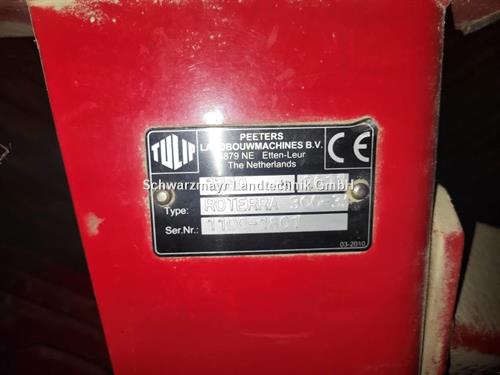 TULIP
PEETERS
LANDBOUWMACHINES B.V.
4879 NE Etten-Leur
The Netherlands
CE
Schwarzmayr Landtechnik GmbH
Type: ROTERRA 300-
Ser.Nr.:
03-2010